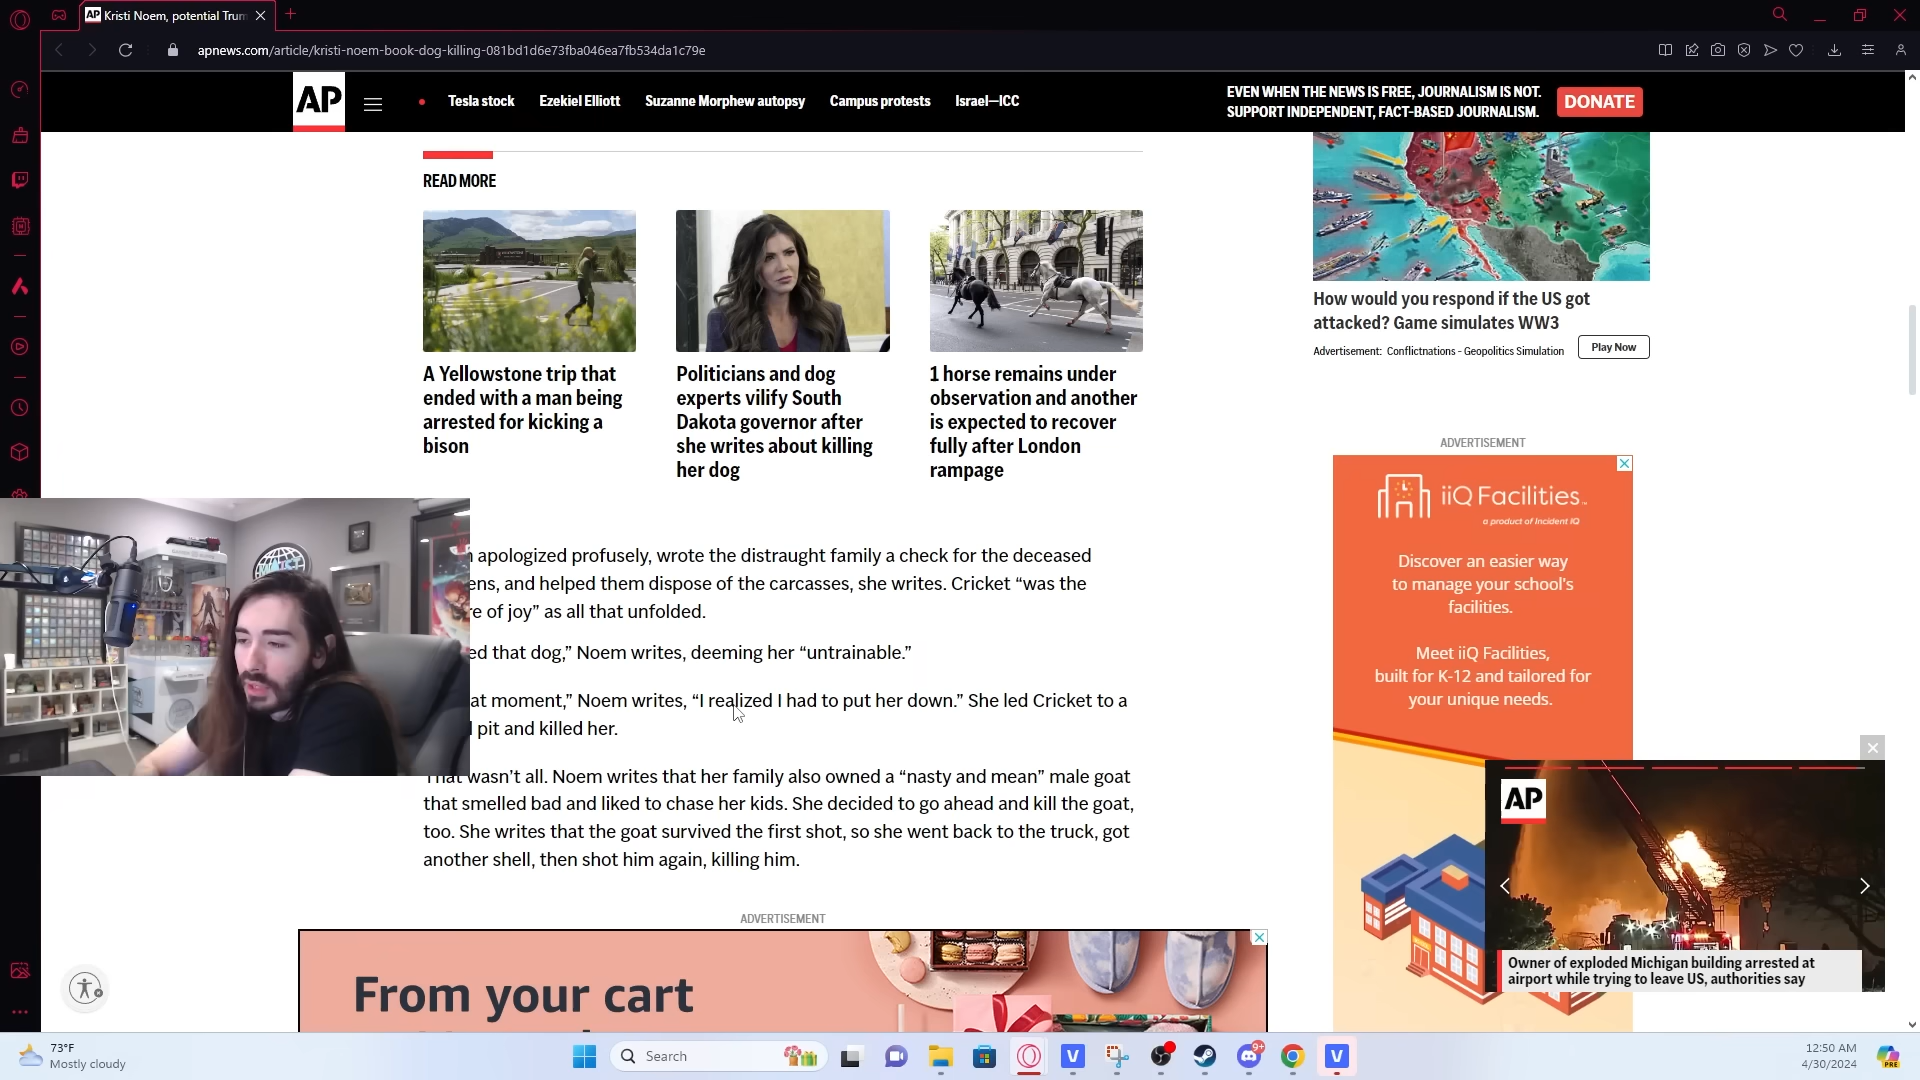 AP Kristi Noem, potential Trum
apnews.com/article/kristi-noem-book-dog-killing-081bd1d6e73fba046ea7fb534da1c79e
AP
Tesla stock
Ezekiel Elliott
Suzanne Morphew autopsy
Campus protests
Israel—ICC
EVEN WHEN THE NEWS IS FREE, JOURNALISM IS NOT.
SUPPORT INDEPENDENT, FACT-BASED JOURNALISM.
DONATE
READ MORE
A Yellowstone trip that
ended with a man being
arrested for kicking a
bison
Politicians and dog
experts vilify South
Dakota governor after
she writes about killing
her dog
1 horse remains under
observation and another
is expected to recover
fully after London
rampage
apologized profusely, wrote the distraught family a check for the deceased
ens, and helped them dispose of the carcasses, she writes. Cricket “was the
re of joy” as all that unfolded.
ed that dog,” Noem writes, deeming her “untrainable.”
at moment,” Noem writes, “I realized I had to put her down.” She led Cricket to a
pit and killed her.
That wasn’t all. Noem writes that her family also owned a “nasty and mean” male goat
that smelled bad and liked to chase her kids. She decided to go ahead and kill the goat,
too. She writes that the goat survived the first shot, so she went back to the truck, got
another shell, then shot him again, killing him.
ADVERTISEMENT
From your cart
How would you respond if the US got
attacked? Game simulates WW3
Advertisement: Conflictnations - Geopolitics Simulation
Play Now
ADVERTISEMENT
iiQ Facilities™
a product of Incident IQ
Discover an easier way
to manage your school's
facilities.
Meet iiQ Facilities,
built for K-12 and tailored for
your unique needs.
AP
Owner of exploded Michigan building arrested at
airport while trying to leave US, authorities say
73°F
Mostly cloudy
Search
9+
12:50 AM
4/30/2024
PRE